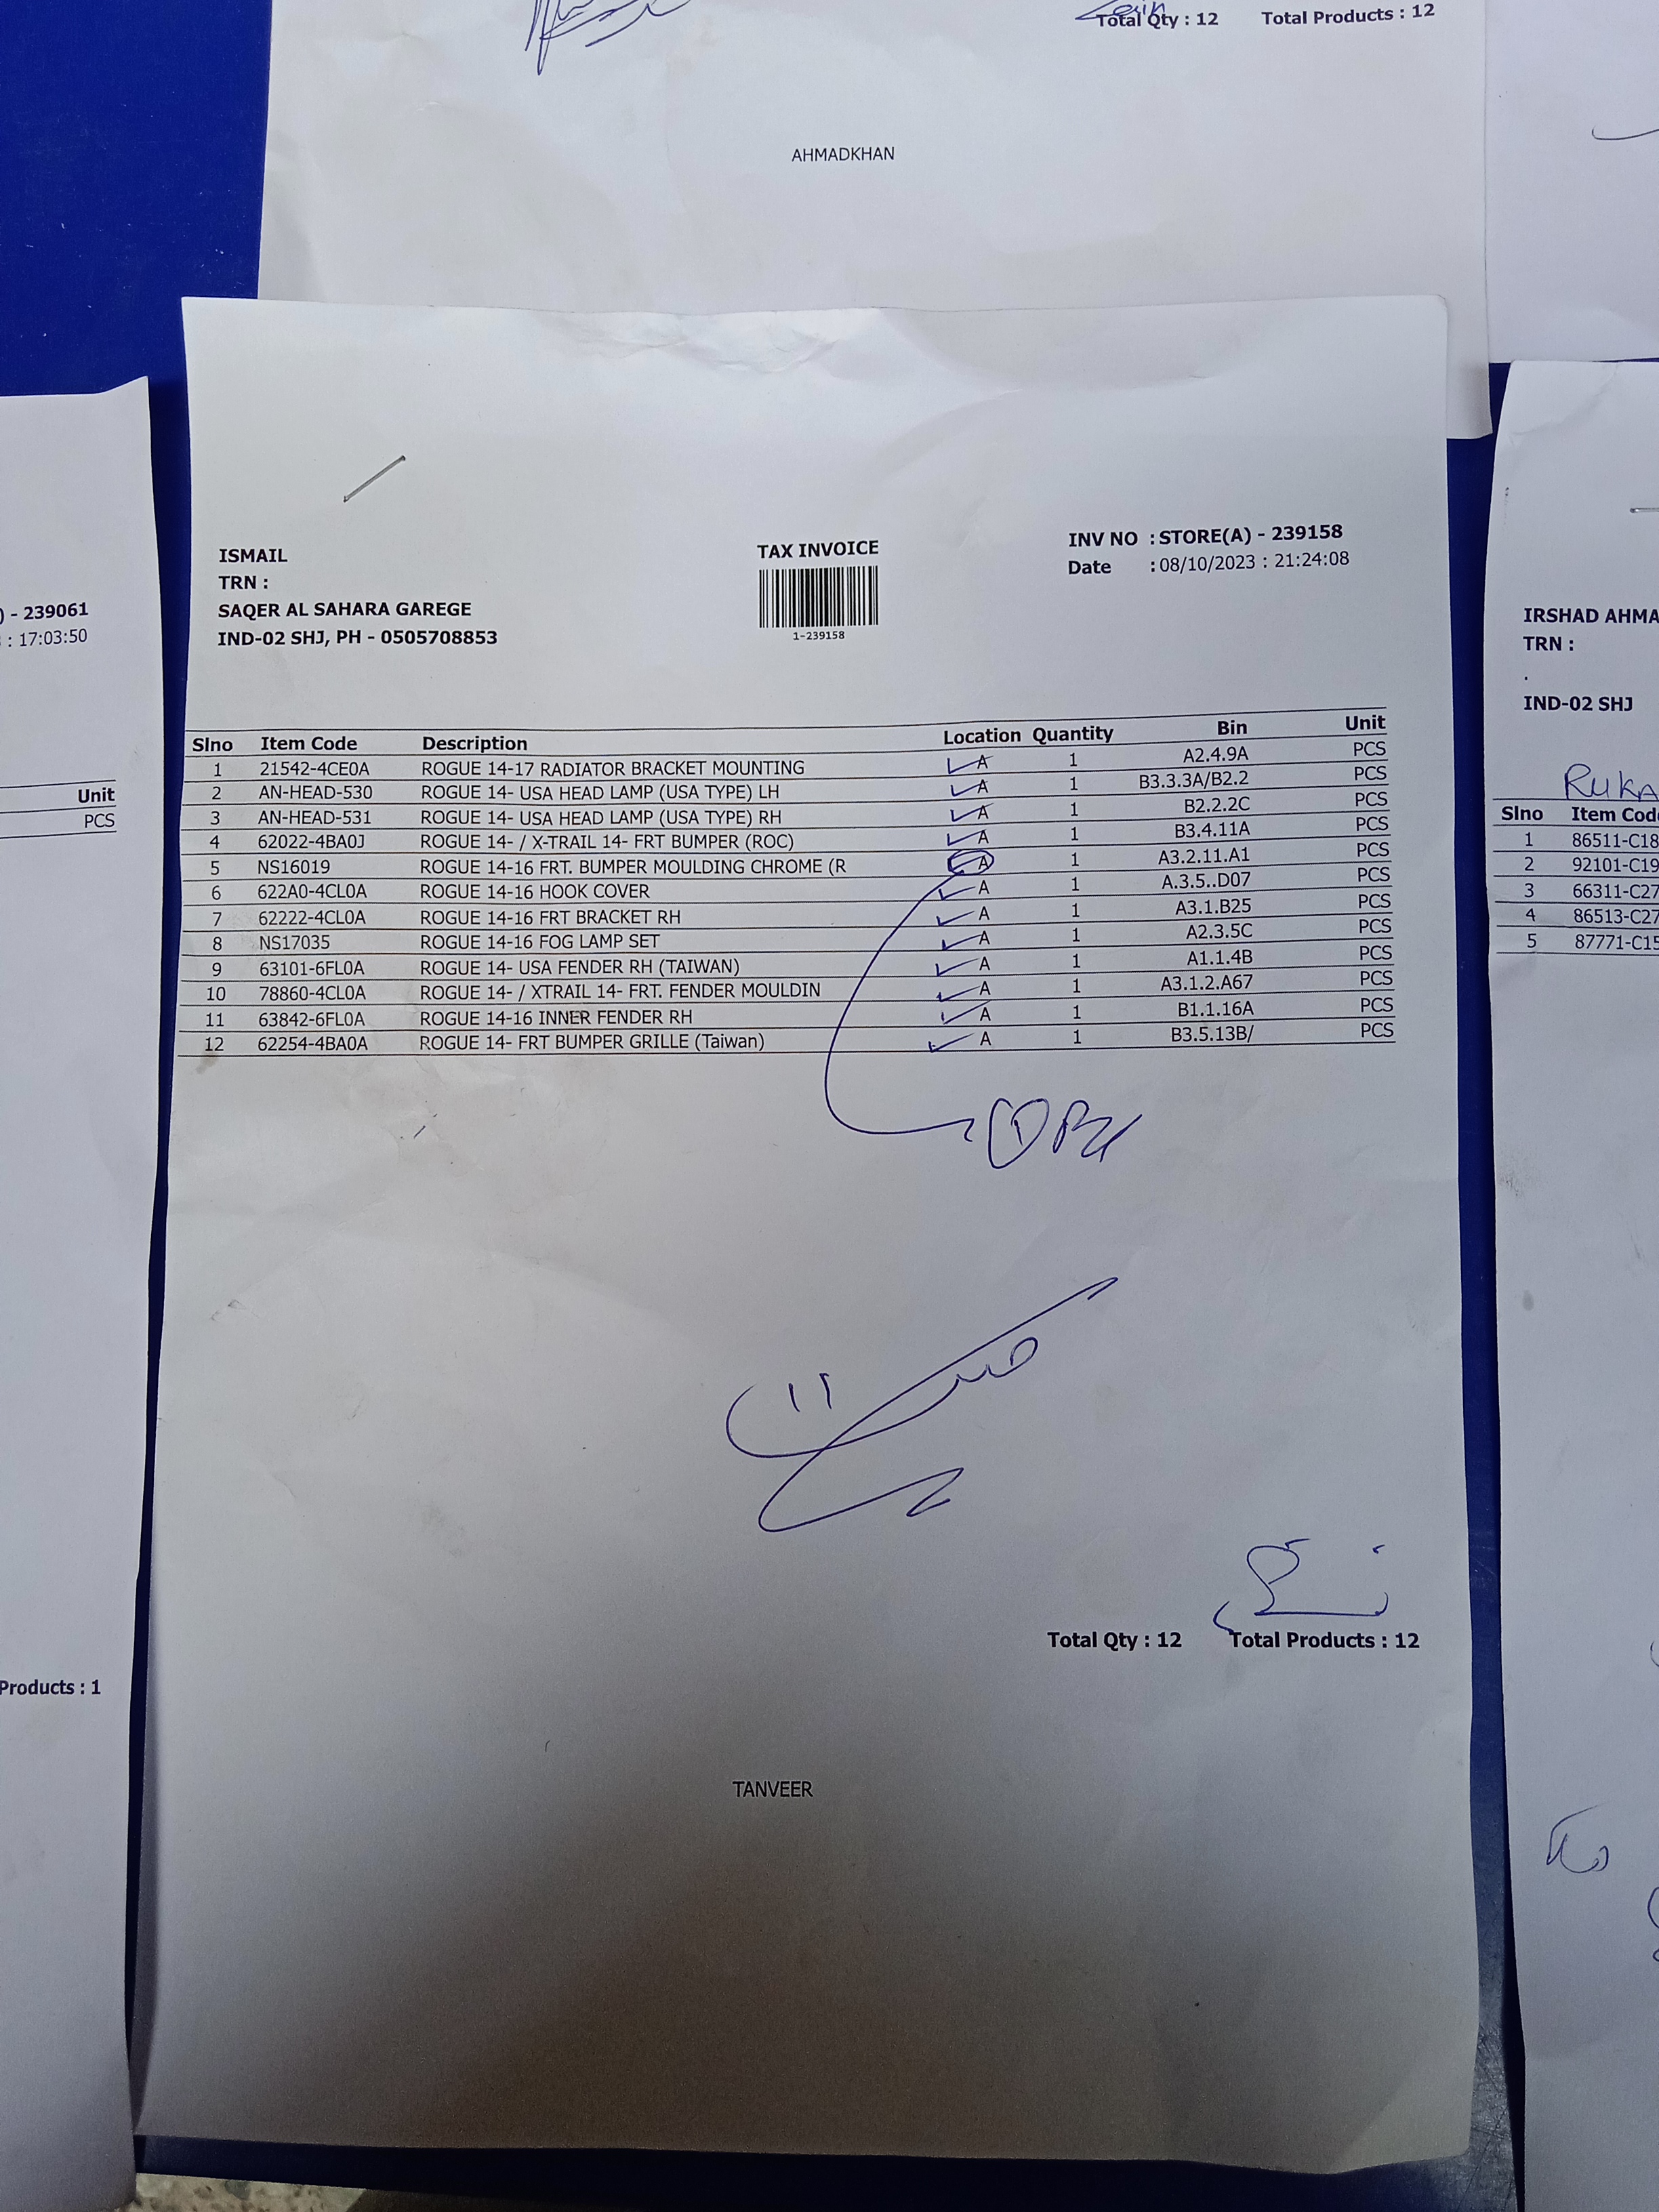 Total Qty : 12 Total Products : 12
AHMADKHAN
ISMAIL
TRN :
SAQER AL SAHARA GAREGE
IND-02 SHJ, PH - 0505708853
TAX INVOICE
1-239158
INV NO : STORE(A) - 239158
Date : 08/10/2023 : 21:24:08
Slno Item Code Description Location Quantity Bin Unit
1 21542-4CE0A ROGUE 14-17 RADIATOR BRACKET MOUNTING A 1 A2.4.9A PCS
2 AN-HEAD-530 ROGUE 14- USA HEAD LAMP (USA TYPE) LH A 1 B3.3.3A/B2.2 PCS
3 AN-HEAD-531 ROGUE 14- USA HEAD LAMP (USA TYPE) RH A 1 B2.2.2C PCS
4 62022-4BA0J ROGUE 14- / X-TRAIL 14- FRT BUMPER (ROC) A 1 B3.4.11A PCS
5 NS16019 ROGUE 14-16 FRT. BUMPER MOULDING CHROME (R A 1 A3.2.11.A1 PCS
6 622A0-4CL0A ROGUE 14-16 HOOK COVER A 1 A.3.5..D07 PCS
7 62222-4CL0A ROGUE 14-16 FRT BRACKET RH A 1 A3.1.B25 PCS
8 NS17035 ROGUE 14-16 FOG LAMP SET A 1 A2.3.5C PCS
9 63101-6FL0A ROGUE 14- USA FENDER RH (TAIWAN) A 1 A1.1.4B PCS
10 78860-4CL0A ROGUE 14- / XTRAIL 14- FRT. FENDER MOULDIN A 1 A3.1.2.A67 PCS
11 63842-6FL0A ROGUE 14-16 INNER FENDER RH A 1 B1.1.16A PCS
12 62254-4BA0A ROGUE 14- FRT BUMPER GRILLE (Taiwan) A 1 B3.5.13B/ PCS
Total Qty : 12 Total Products : 12
TANVEER
) - 239061
: 17:03:50
Unit
PCS
Products : 1
IRSHAD AHMA
TRN :
.
IND-02 SHJ
RUKA
Slno Item Cod
1 86511-C18
2 92101-C19
3 66311-C27
4 86513-C27
5 87771-C15